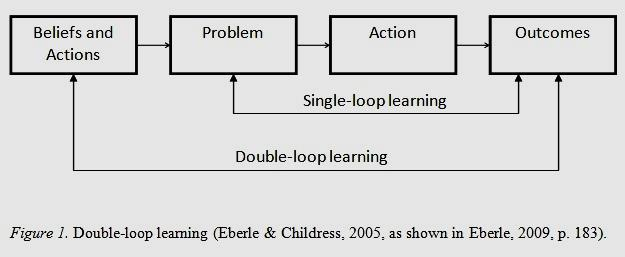 Beliefs and
Actions
Problem
Action
Outcomes
Single-loop learning
Double-loop learning
Figure 1. Double-loop learning (Eberle & Childress, 2005, as shown in Eberle, 2009, p. 183).